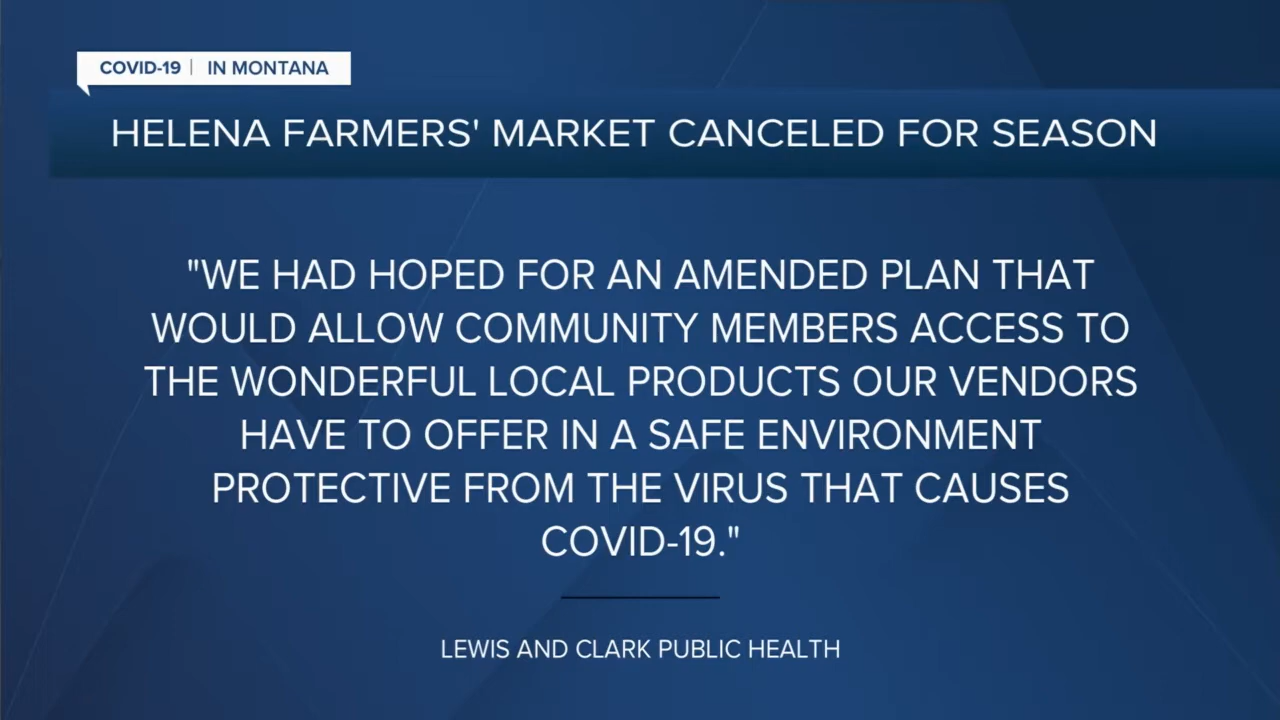 COVID-19 | IN MONTANA
HELENA FARMERS' MARKET CANCELED FOR SEASON
"WE HAD HOPED FOR AN AMENDED PLAN THAT
WOULD ALLOW COMMUNITY MEMBERS ACCESS TO
THE WONDERFUL LOCAL PRODUCTS OUR VENDORS
HAVE TO OFFER IN A SAFE ENVIRONMENT
PROTECTIVE FROM THE VIRUS THAT CAUSES
COVID-19."
LEWIS AND CLARK PUBLIC HEALTH